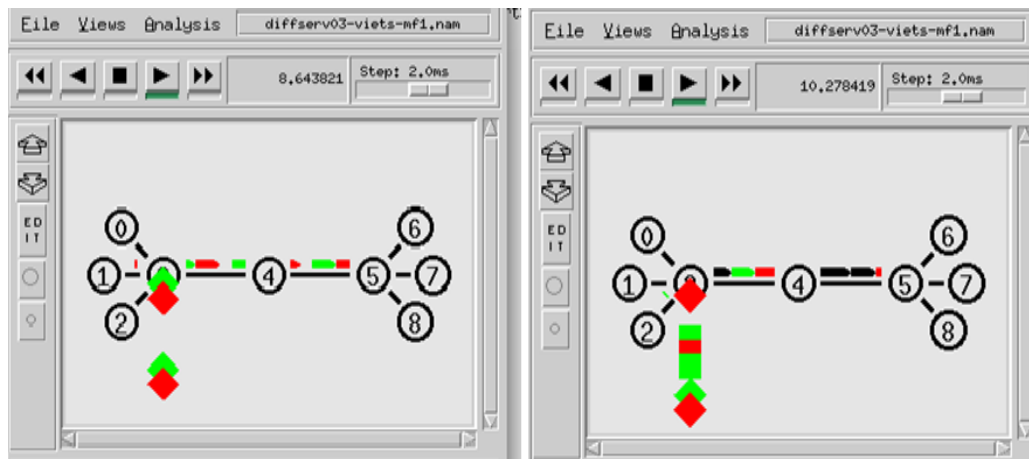 Eile Views Analysis diffserv03-viets-mf1.nam
8.643821 Step: 2.0ms
ED
IT
0
6
1
4
5
7
2
8
Eile Views Analysis diffserv03-viets-mf1.nam
10.278419 Step: 2.0ms
ED
IT
0
6
1
4
5
7
2
8